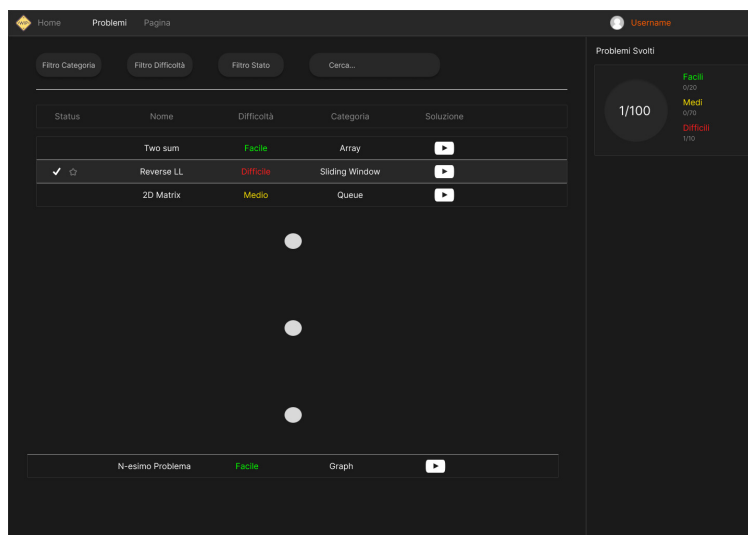 WIP Home Problemi Pagina Username
Filtro Categoria Filtro Difficoltà Filtro Stato Cerca...
Status Nome Difficoltà Categoria Soluzione
Two sum Facile Array
Reverse LL Difficile Sliding Window
2D Matrix Medio Queue
N-esimo Problema Facile Graph
Problemi Svolti
1/100
Facili
0/20
Medi
0/70
Difficili
1/10